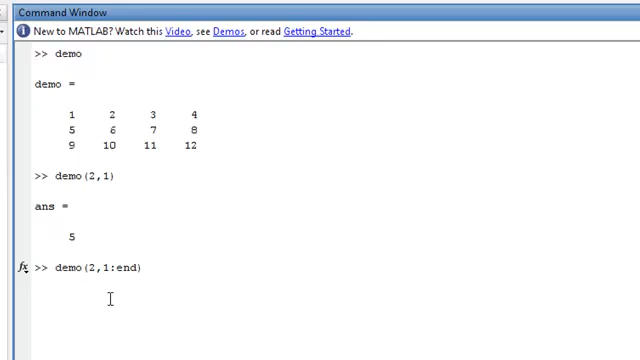 Command Window
New to MATLAB? Watch this Video, see Demos, or read Getting Started.
>> demo
demo =
1 2 3 4
5 6 7 8
9 10 11 12
>> demo(2,1)
ans =
5
fx >> demo(2,1:end)